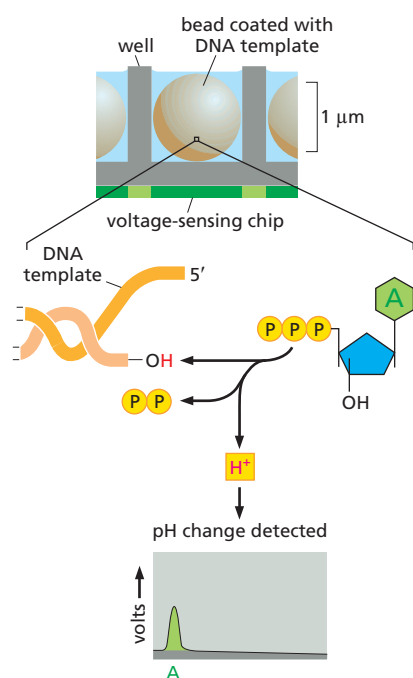 bead coated with
DNA template
well
1 μm
voltage-sensing chip
DNA
template
5′
A
P P P
OH
OH
P P
H⁺
pH change detected
volts
A